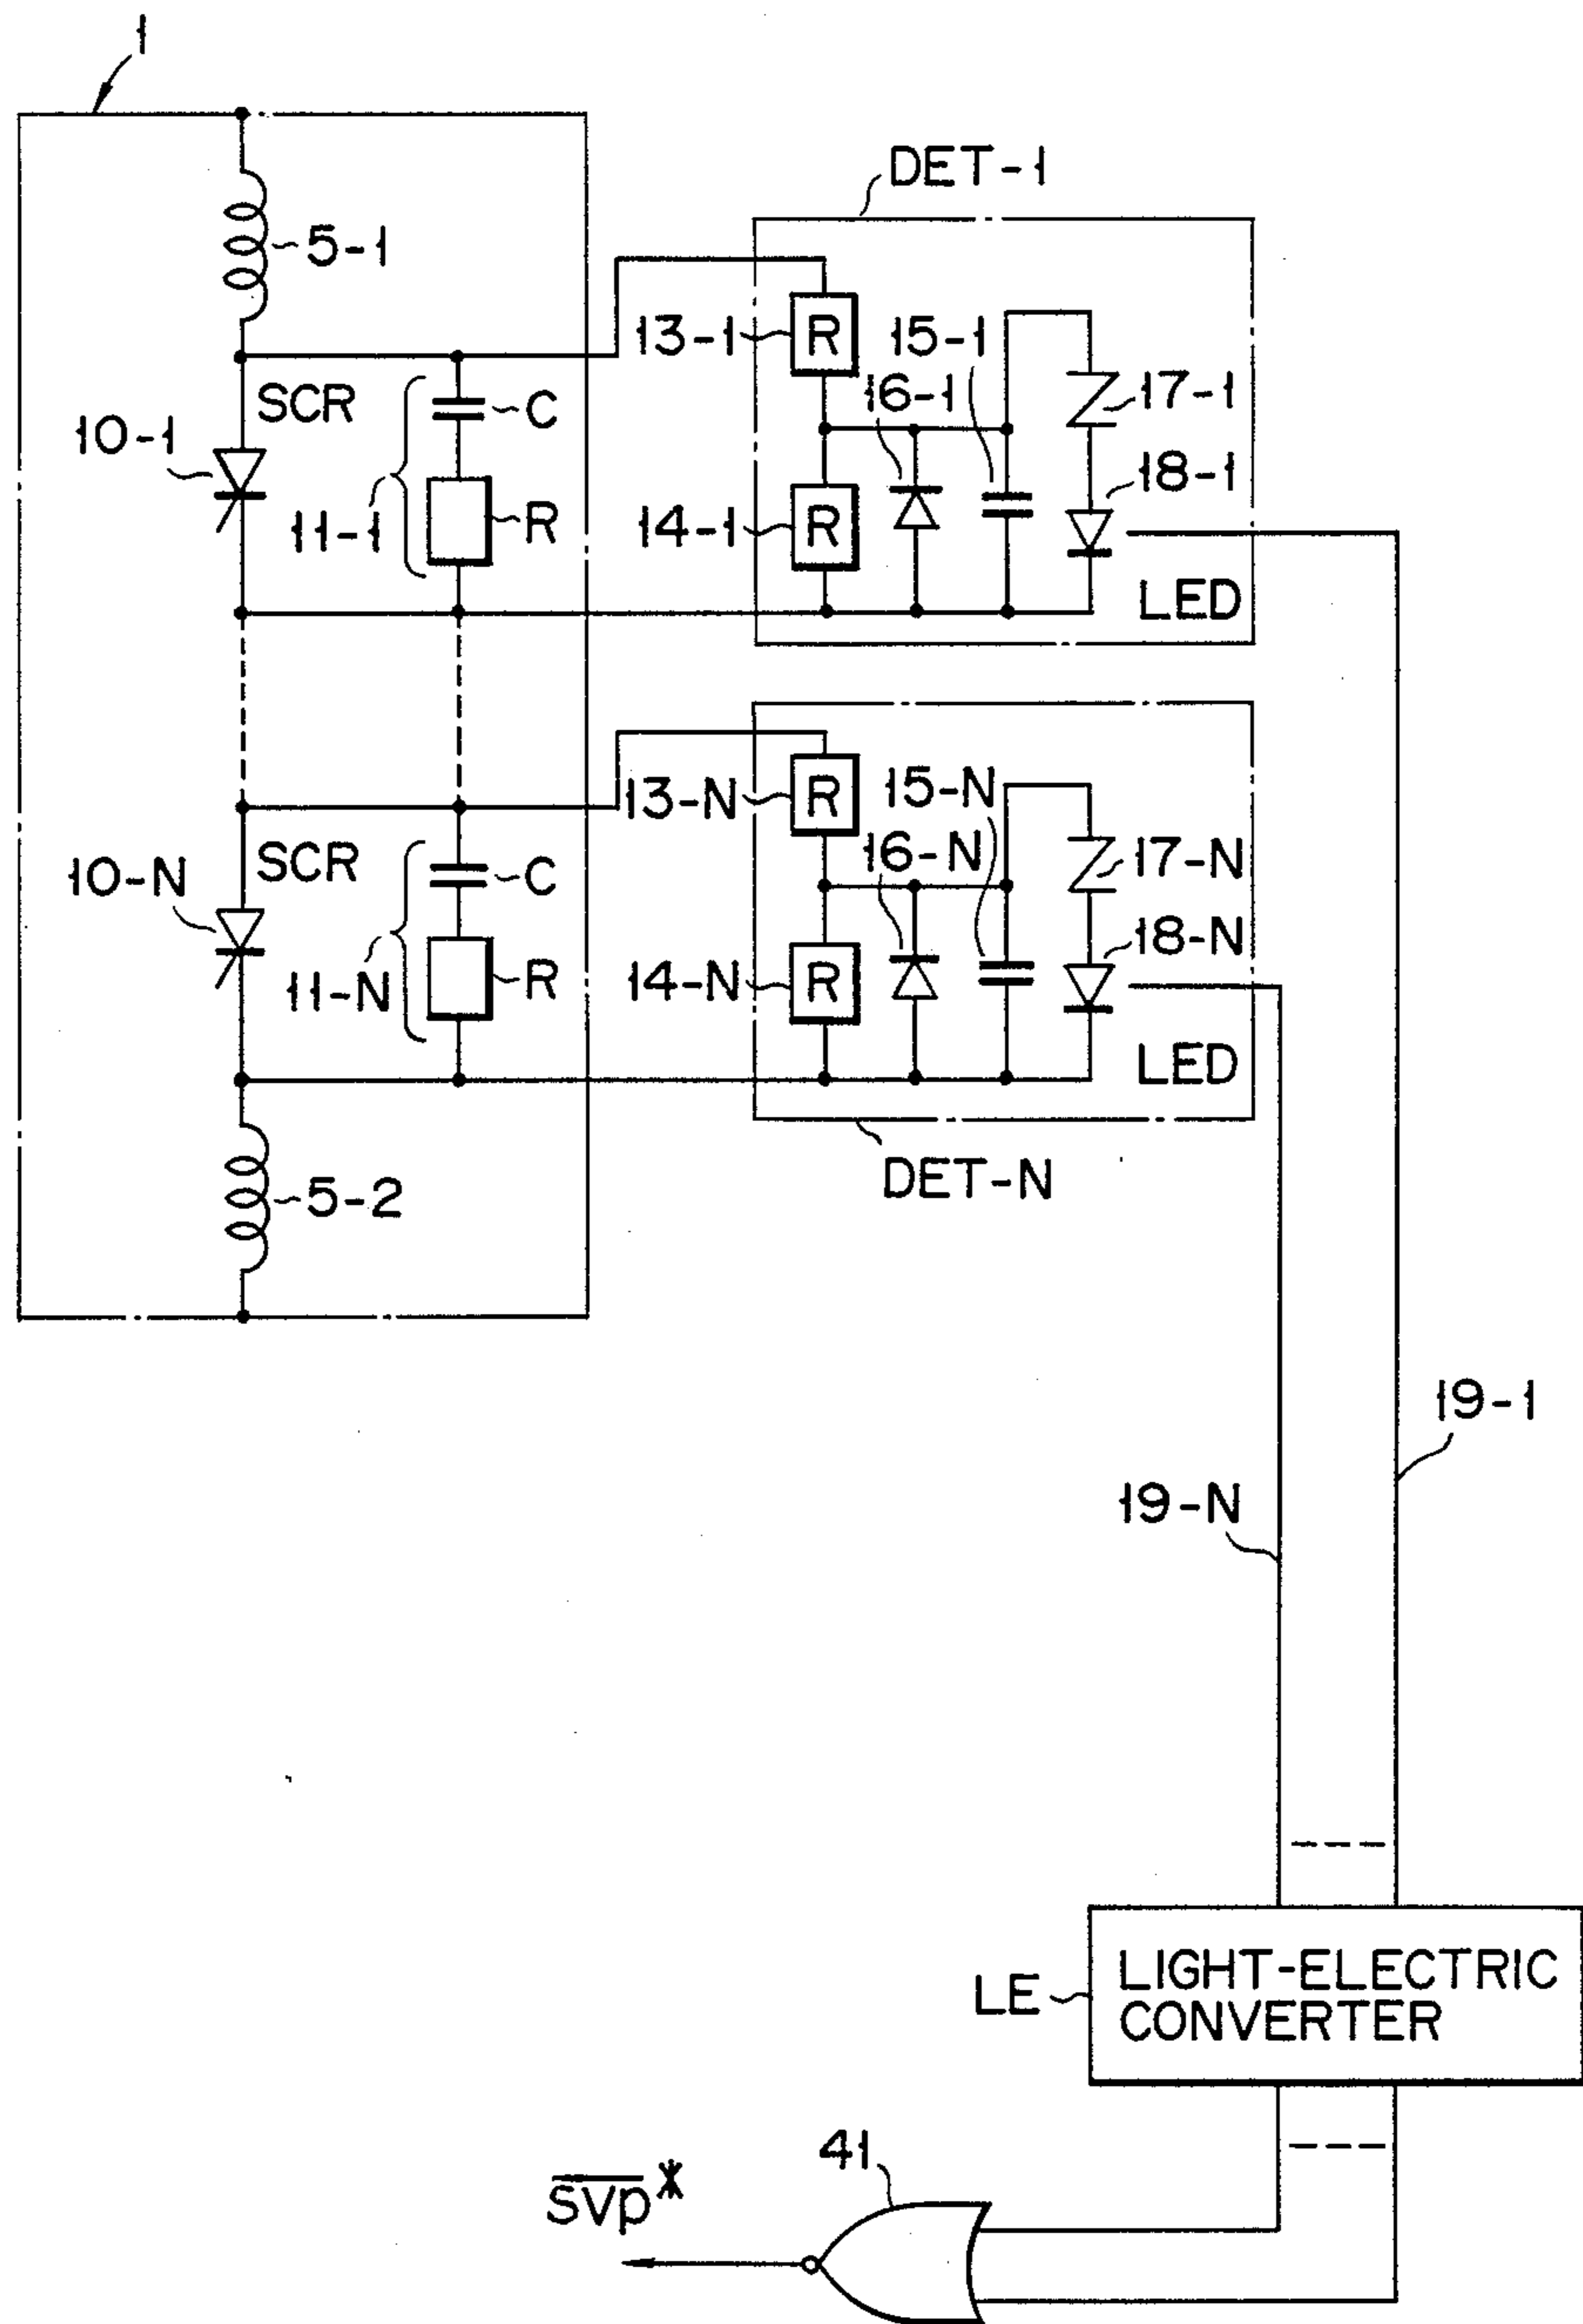 1
DET-1
5-1
13-1
R
15-1
16-1
17-1
SCR
C
10-1
18-1
11-1
R
14-1
R
LED
13-N
R
15-N
16-N
17-N
SCR
C
10-N
18-N
11-N
R
14-N
R
LED
DET-N
5-2
19-1
19-N
LE
LIGHT-ELECTRIC
CONVERTER
41
S̅V̅p̅*